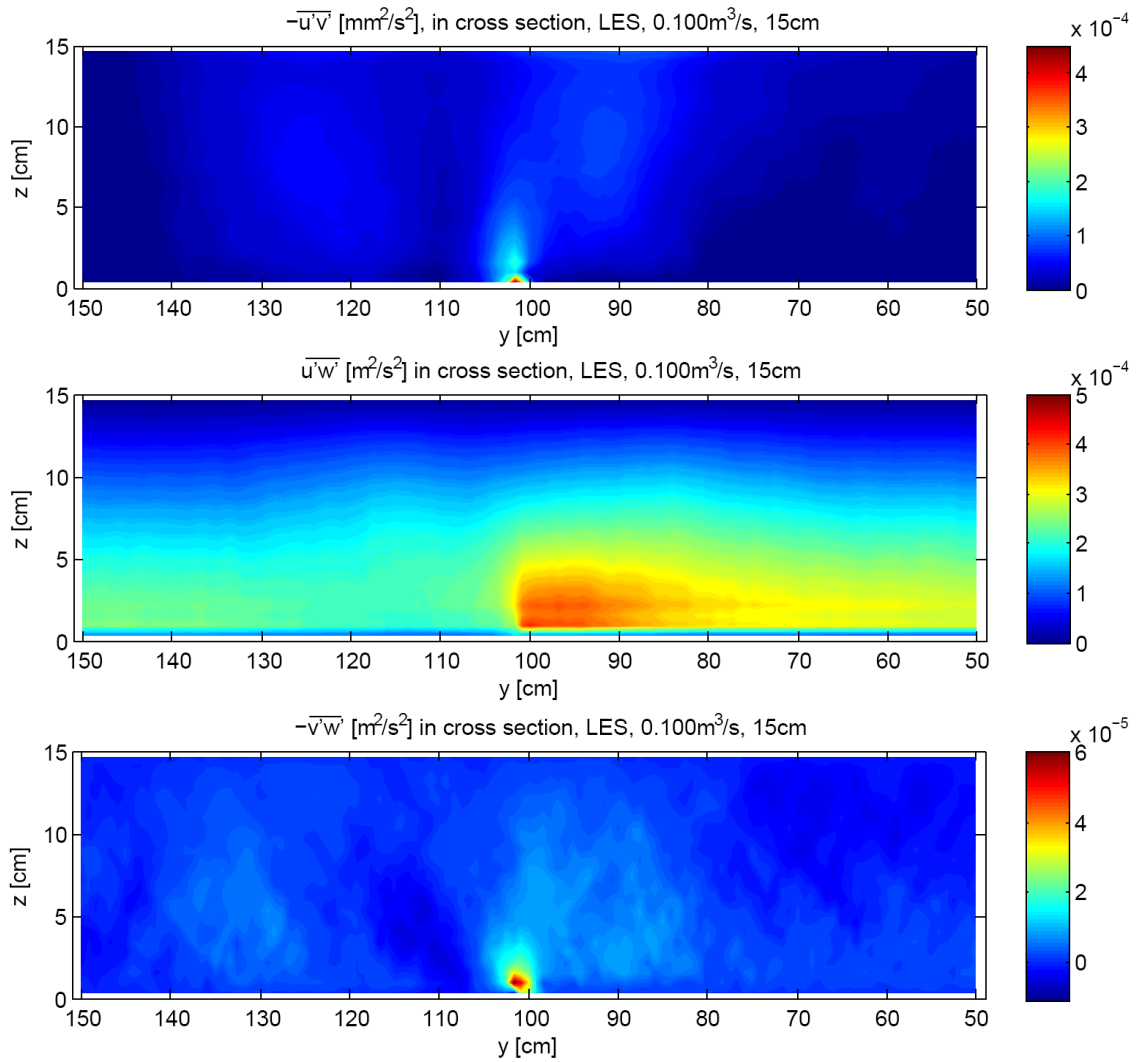 −u'v' [mm²/s²], in cross section, LES, 0.100m³/s, 15cm
x 10⁻⁴
15
10
5
0
z [cm]
150 140 130 120 110 100 90 80 70 60 50
y [cm]
4
3
2
1
0
u'w' [m²/s²] in cross section, LES, 0.100m³/s, 15cm
x 10⁻⁴
15
10
5
0
z [cm]
150 140 130 120 110 100 90 80 70 60 50
y [cm]
5
4
3
2
1
0
−v'w' [m²/s²] in cross section, LES, 0.100m³/s, 15cm
x 10⁻⁵
15
10
5
0
z [cm]
150 140 130 120 110 100 90 80 70 60 50
y [cm]
6
4
2
0